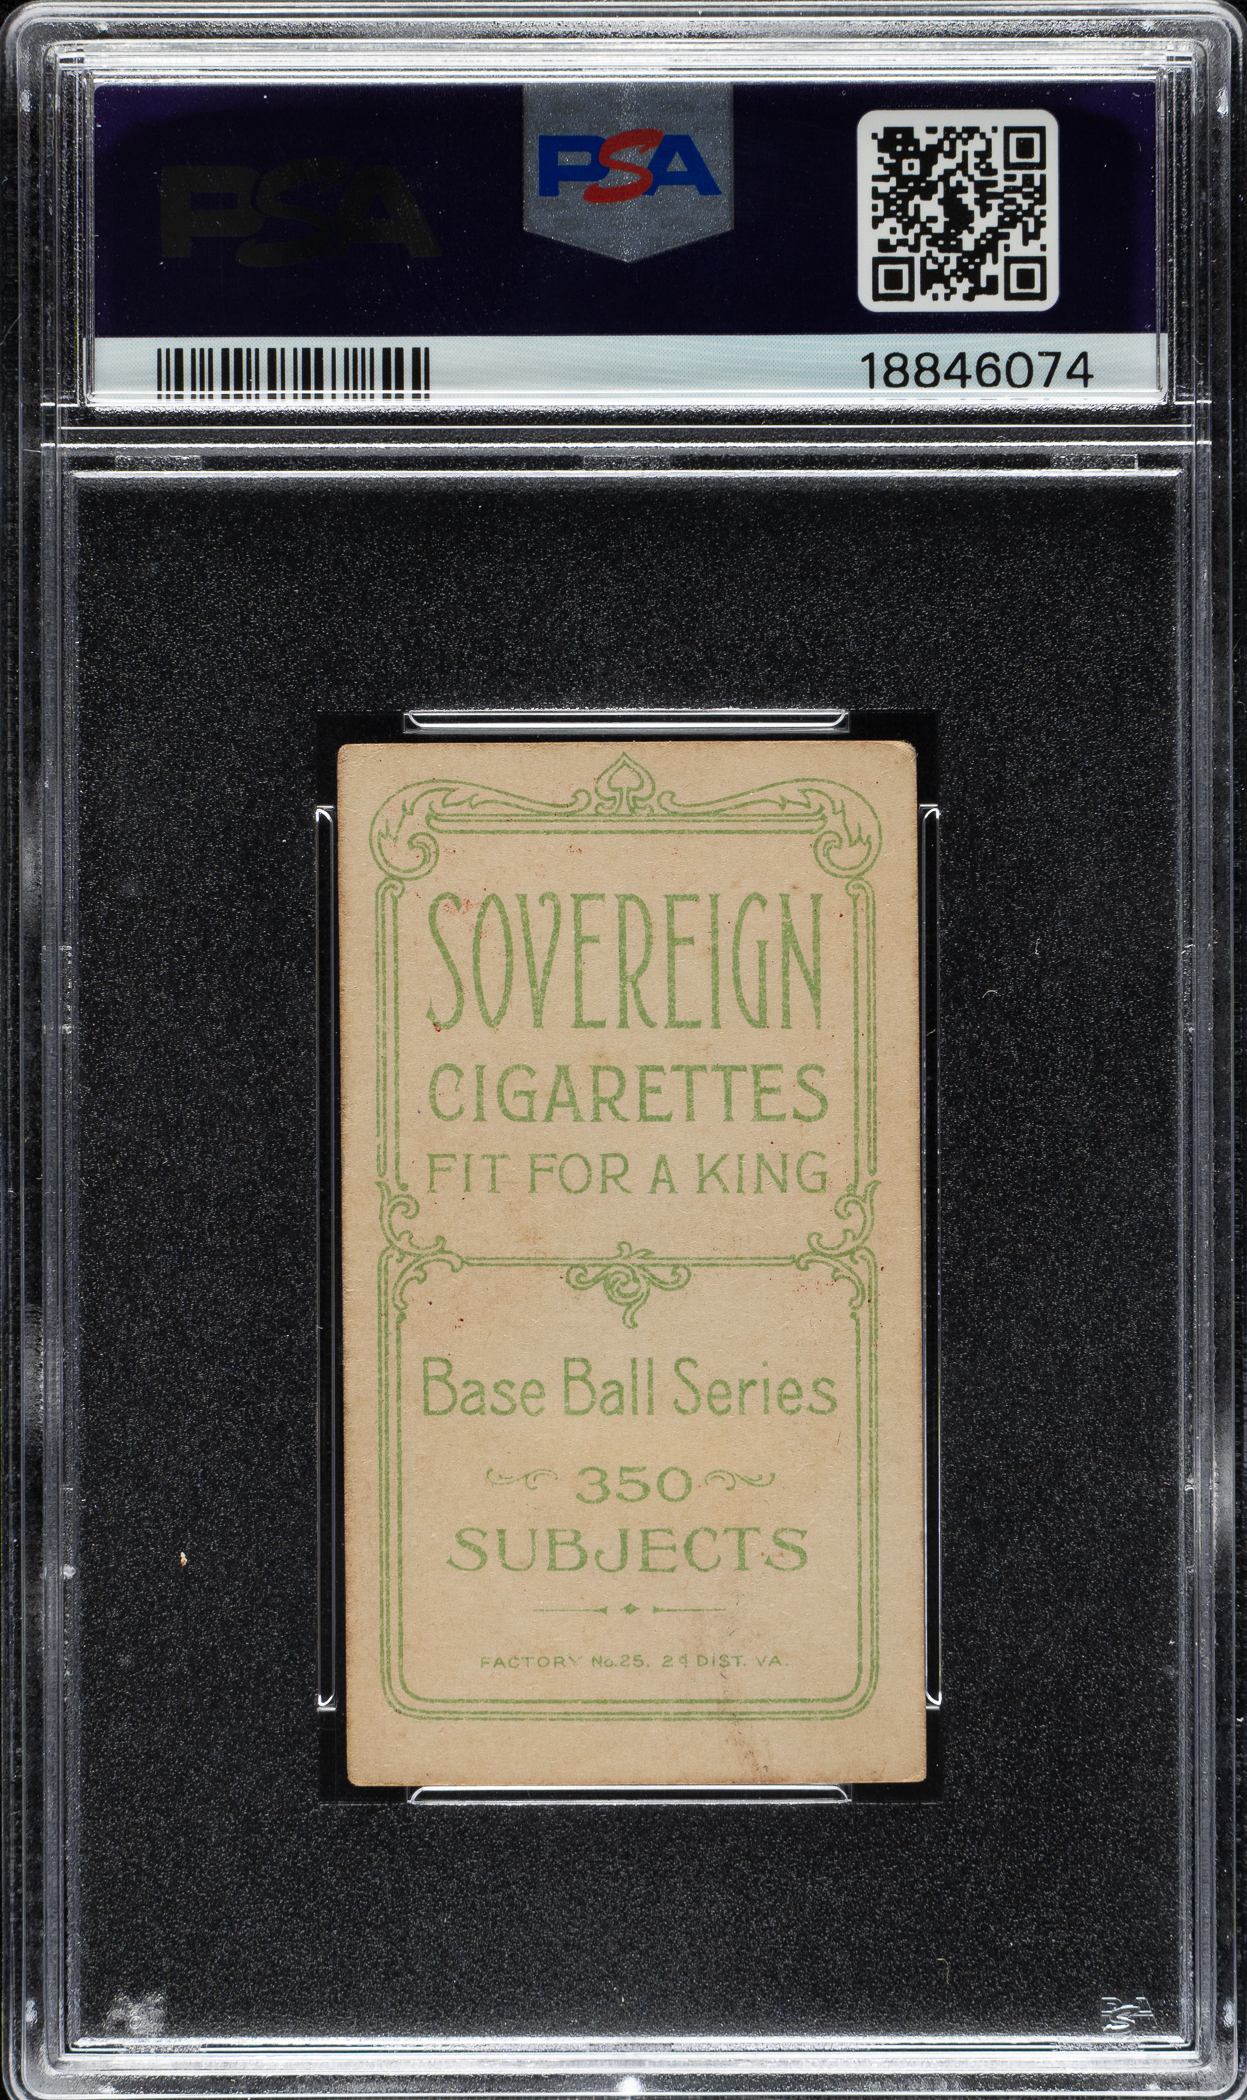 PSA
PSA
18846074
SOVEREIGN
CIGARETTES
FIT FOR A KING
Base Ball Series
350
SUBJECTS
FACTORY No. 25. 2d DIST. VA.
PSA